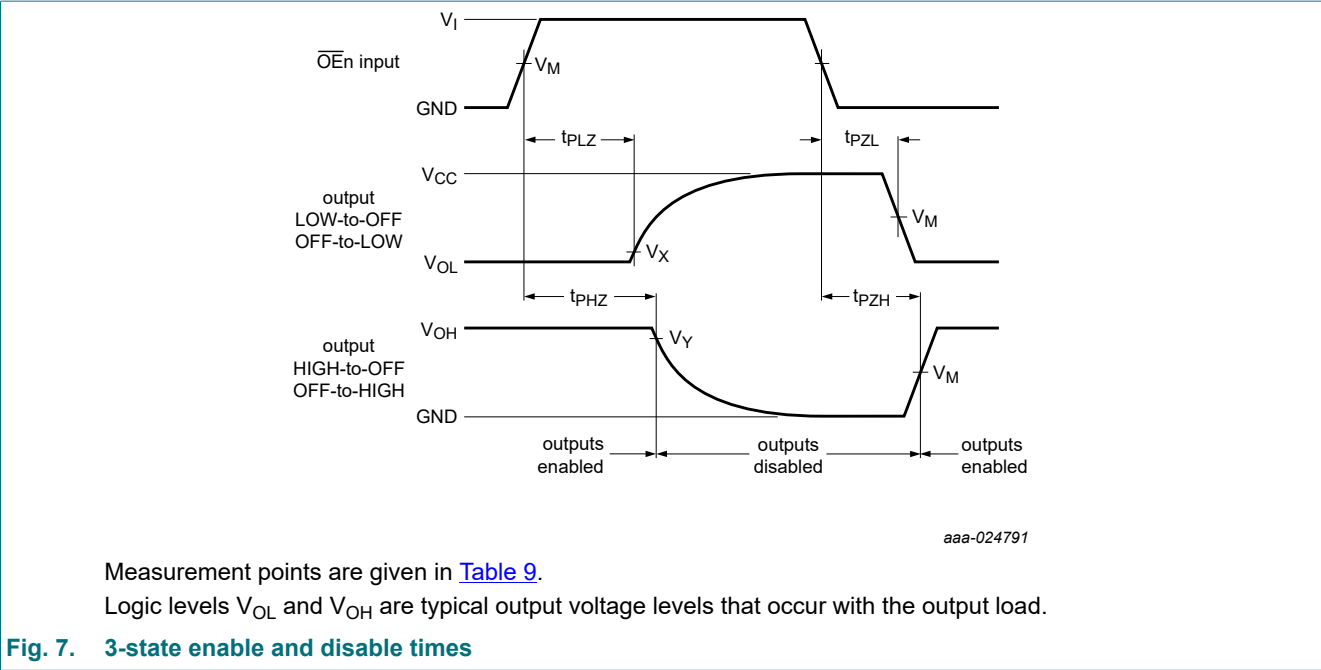 VI
OEn input
VM
GND
tPLZ
tPZL
VCC
output
LOW-to-OFF
OFF-to-LOW
VM
VX
VOL
tPHZ
tPZH
VOH
VY
output
HIGH-to-OFF
OFF-to-HIGH
VM
GND
outputs
enabled
outputs
disabled
outputs
enabled
aaa-024791
Measurement points are given in Table 9.
Logic levels VOL and VOH are typical output voltage levels that occur with the output load.
Fig. 7. 3-state enable and disable times